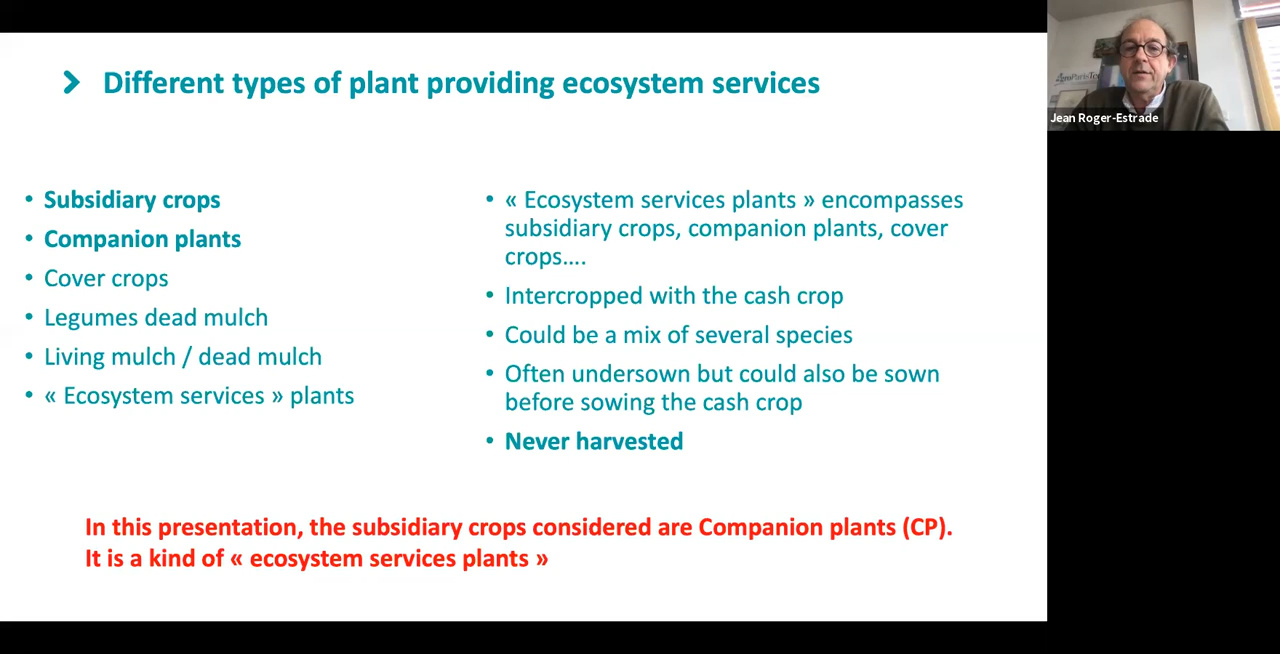 Different types of plant providing ecosystem services
• Subsidiary crops
• Companion plants
• Cover crops
• Legumes dead mulch
• Living mulch / dead mulch
• « Ecosystem services » plants
• « Ecosystem services plants » encompasses
subsidiary crops, companion plants, cover
crops....
• Intercropped with the cash crop
• Could be a mix of several species
• Often undersown but could also be sown
before sowing the cash crop
• Never harvested
In this presentation, the subsidiary crops considered are Companion plants (CP).
It is a kind of « ecosystem services plants »
Jean Roger-Estrade